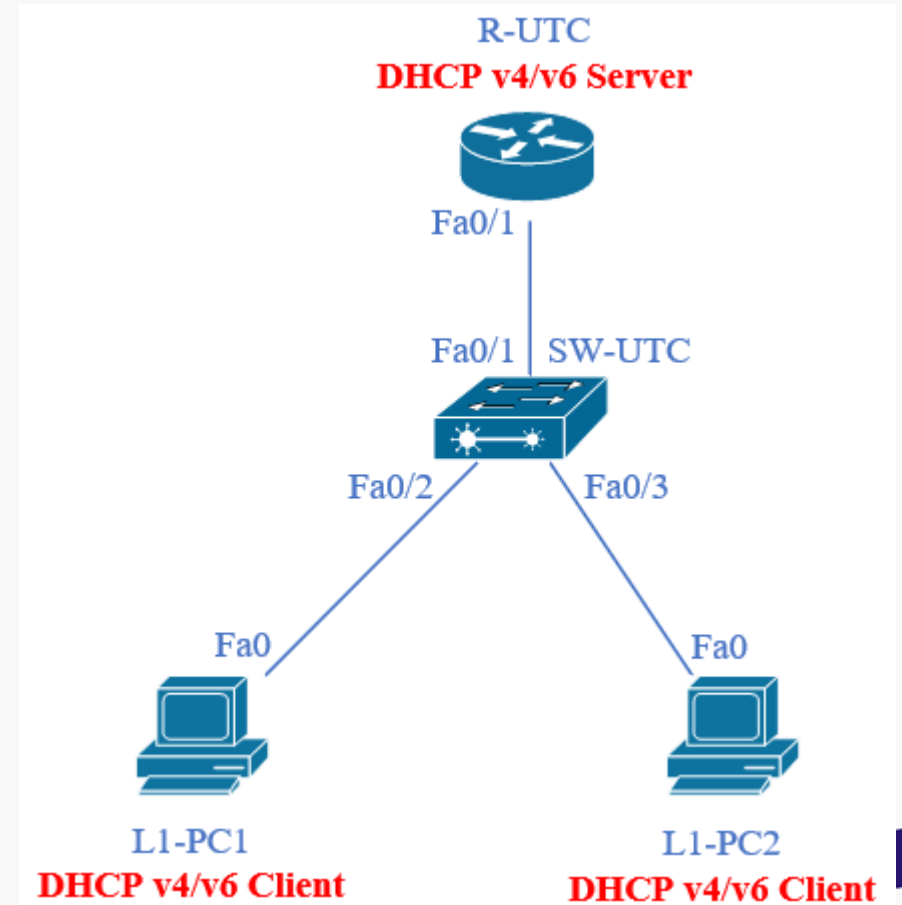 R-UTC
DHCP v4/v6 Server
Fa0/1
Fa0/1 SW-UTC
Fa0/2 Fa0/3
Fa0 Fa0
L1-PC1 L1-PC2
DHCP v4/v6 Client DHCP v4/v6 Client